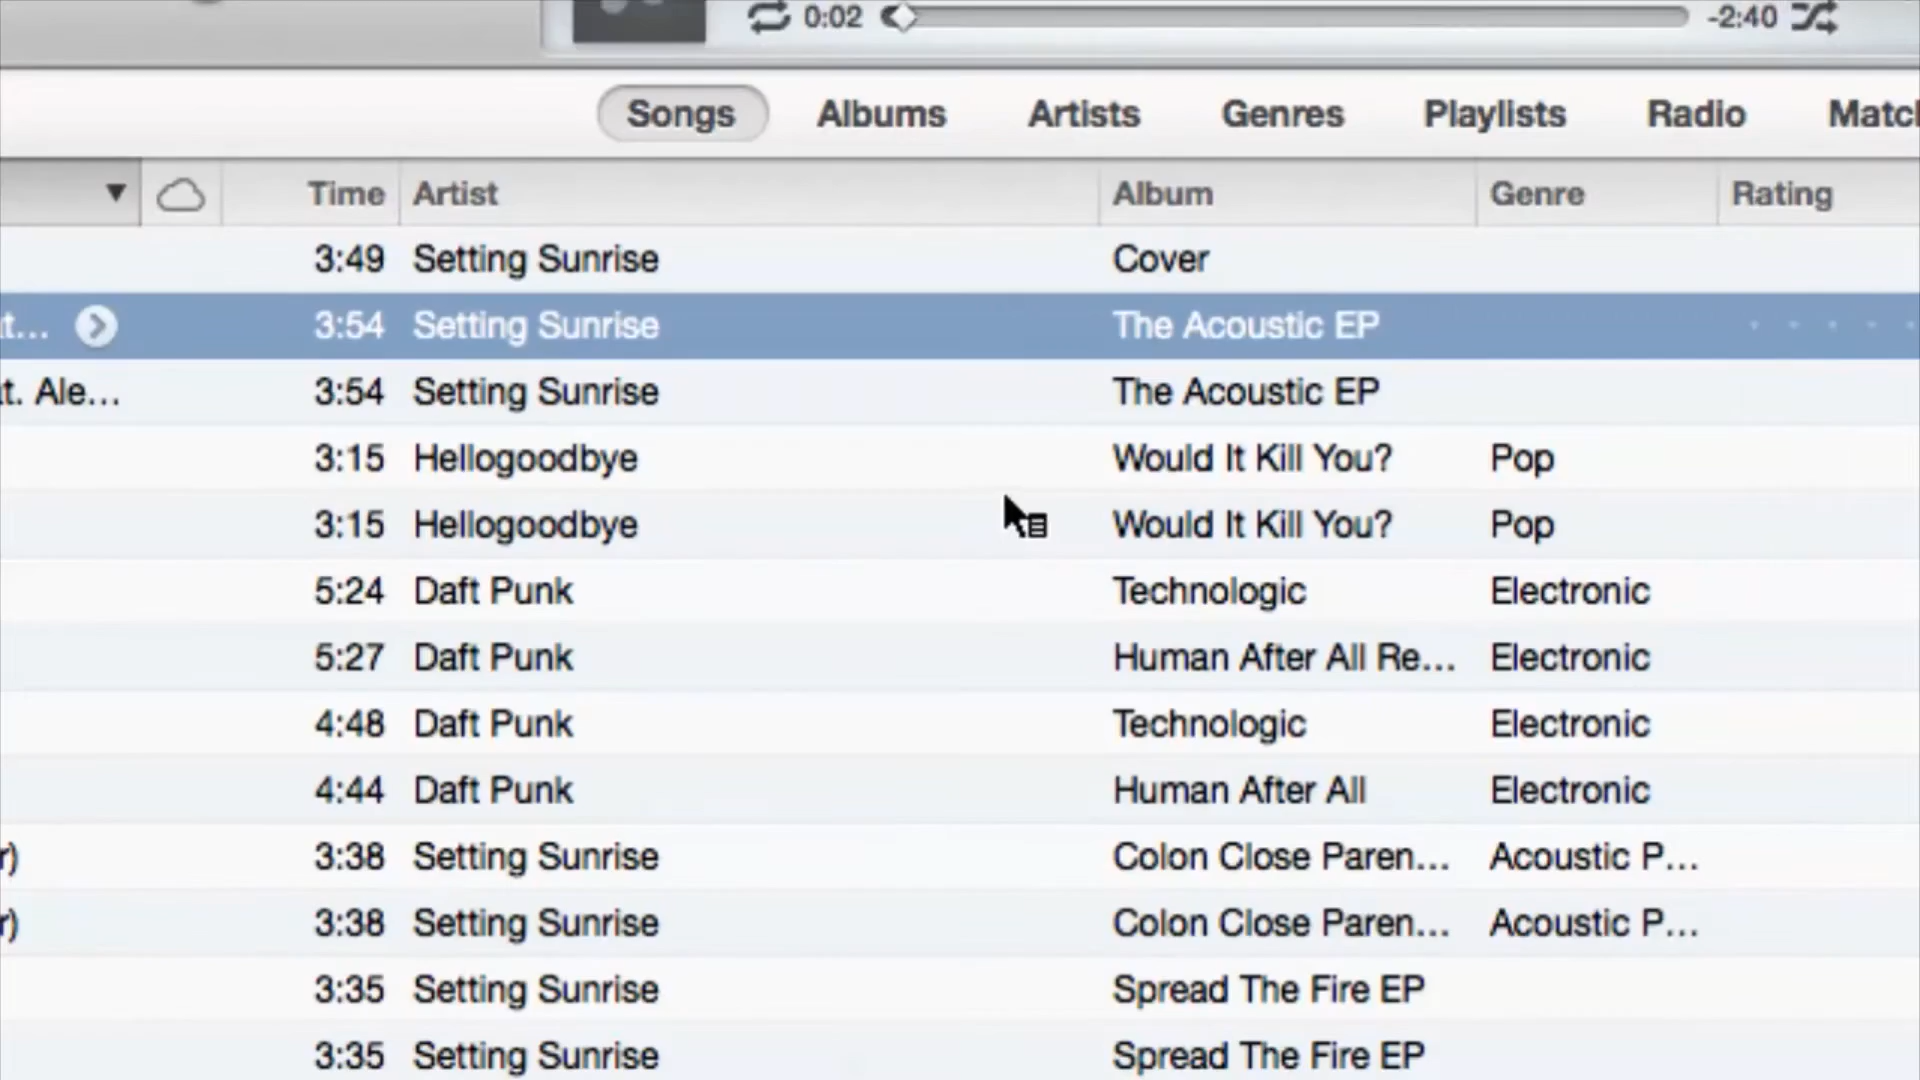 0:02 -2:40
Songs Albums Artists Genres Playlists Radio Matc
Time Artist Album Genre Rating
3:49 Setting Sunrise Cover
t... 3:54 Setting Sunrise The Acoustic EP
t. Ale... 3:54 Setting Sunrise The Acoustic EP
3:15 Hellogoodbye Would It Kill You? Pop
3:15 Hellogoodbye Would It Kill You? Pop
5:24 Daft Punk Technologic Electronic
5:27 Daft Punk Human After All Re... Electronic
4:48 Daft Punk Technologic Electronic
4:44 Daft Punk Human After All Electronic
r) 3:38 Setting Sunrise Colon Close Paren... Acoustic P...
r) 3:38 Setting Sunrise Colon Close Paren... Acoustic P...
3:35 Setting Sunrise Spread The Fire EP
3:35 Setting Sunrise Spread The Fire EP